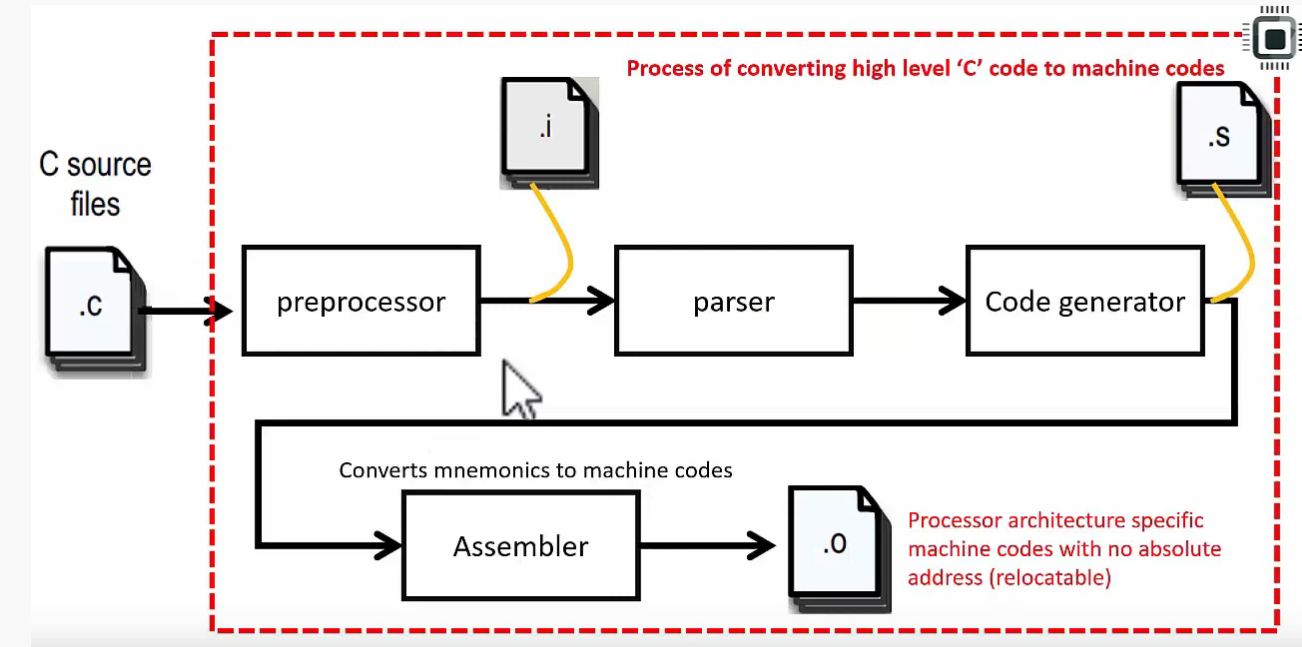 Process of converting high level ‘C’ code to machine codes
.i
.s
C source
files
.c
preprocessor
parser
Code generator
Converts mnemonics to machine codes
Assembler
.o
Processor architecture specific
machine codes with no absolute
address (relocatable)